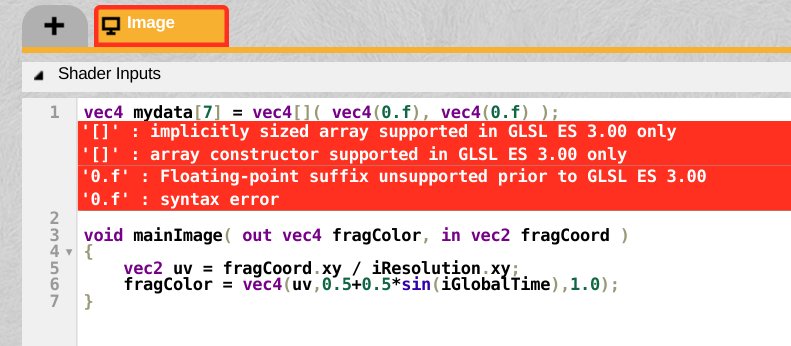 + Image
Shader Inputs
1 vec4 mydata[7] = vec4[]( vec4(0.f), vec4(0.f) );
'[]' : implicitly sized array supported in GLSL ES 3.00 only
'[]' : array constructor supported in GLSL ES 3.00 only
'0.f' : Floating-point suffix unsupported prior to GLSL ES 3.00
'0.f' : syntax error
2
3 void mainImage( out vec4 fragColor, in vec2 fragCoord )
4 {
5     vec2 uv = fragCoord.xy / iResolution.xy;
6     fragColor = vec4(uv,0.5+0.5*sin(iGlobalTime),1.0);
7 }